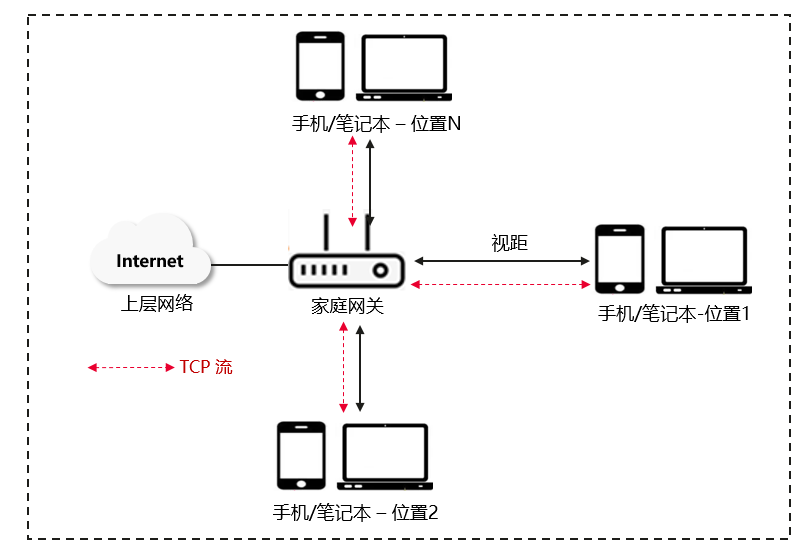 手机/笔记本 – 位置N
视距
Internet
上层网络
家庭网关
手机/笔记本-位置1
TCP 流
手机/笔记本 – 位置2